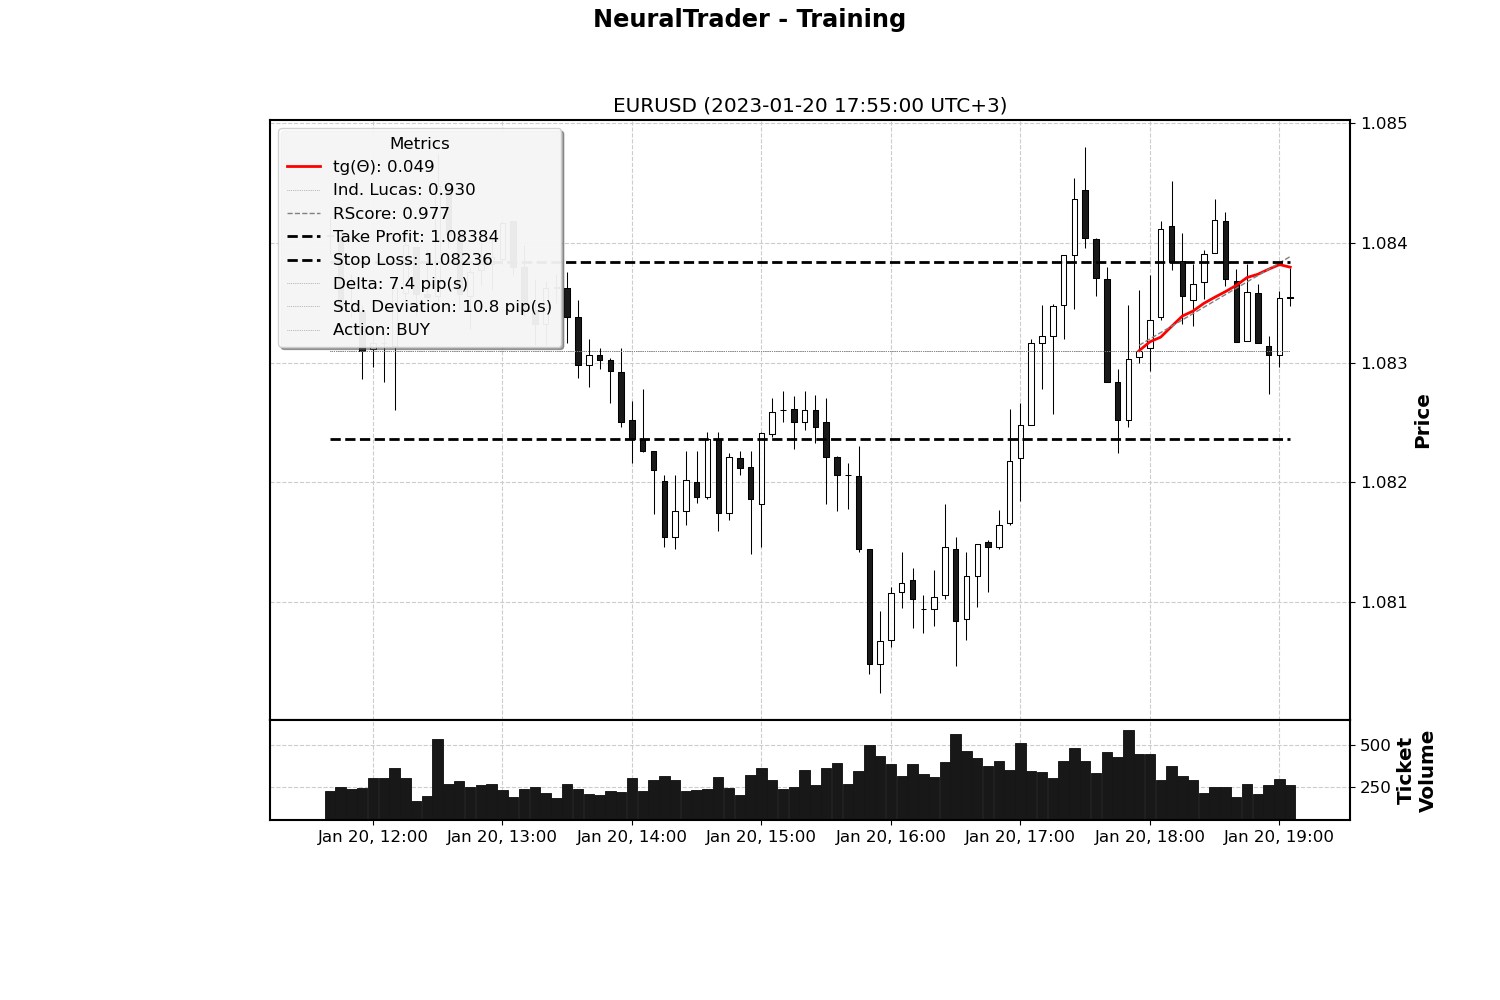 NeuralTrader - Training
EURUSD (2023-01-20 17:55:00 UTC+3)
Metrics
tg(Θ): 0.049
Ind. Lucas: 0.930
RScore: 0.977
Take Profit: 1.08384
Stop Loss: 1.08236
Delta: 7.4 pip(s)
Std. Deviation: 10.8 pip(s)
Action: BUY
1.085
1.084
1.083
1.082
1.081
Price
500
250
Ticket
Volume
Jan 20, 12:00
Jan 20, 13:00
Jan 20, 14:00
Jan 20, 15:00
Jan 20, 16:00
Jan 20, 17:00
Jan 20, 18:00
Jan 20, 19:00